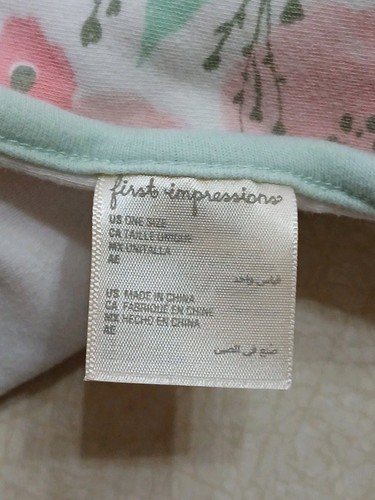 first impressions
US ONE SIZE
CA TAILLE UNIQUE
MX UNITALLA
AE
قياس واحد
US MADE IN CHINA
CA FABRIQUÉ EN CHINE
MX HECHO EN CHINA
AE
صنع في الصين